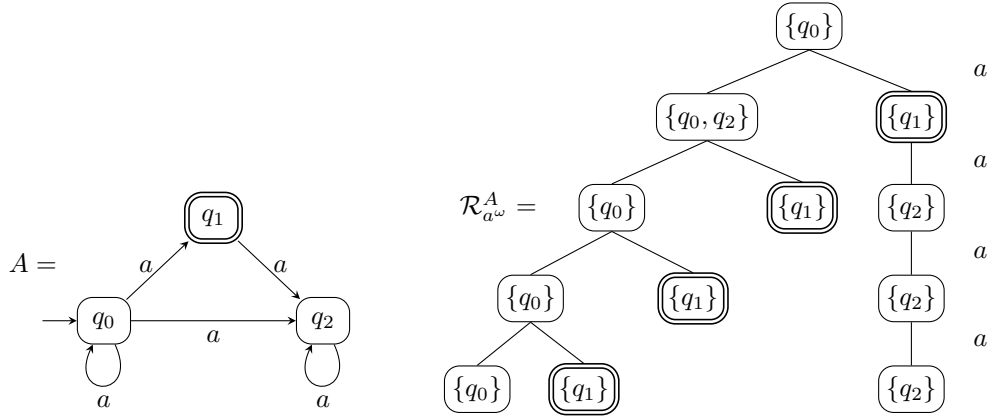 {q₀}
a
{q₀, q₂} {q₁}
a
R^A_{a^ω} = {q₀} {q₁} {q₂}
q₁
A = a a a
{q₀} {q₁} {q₂}
q₀ a q₂
a
a a {q₀} {q₁} {q₂}